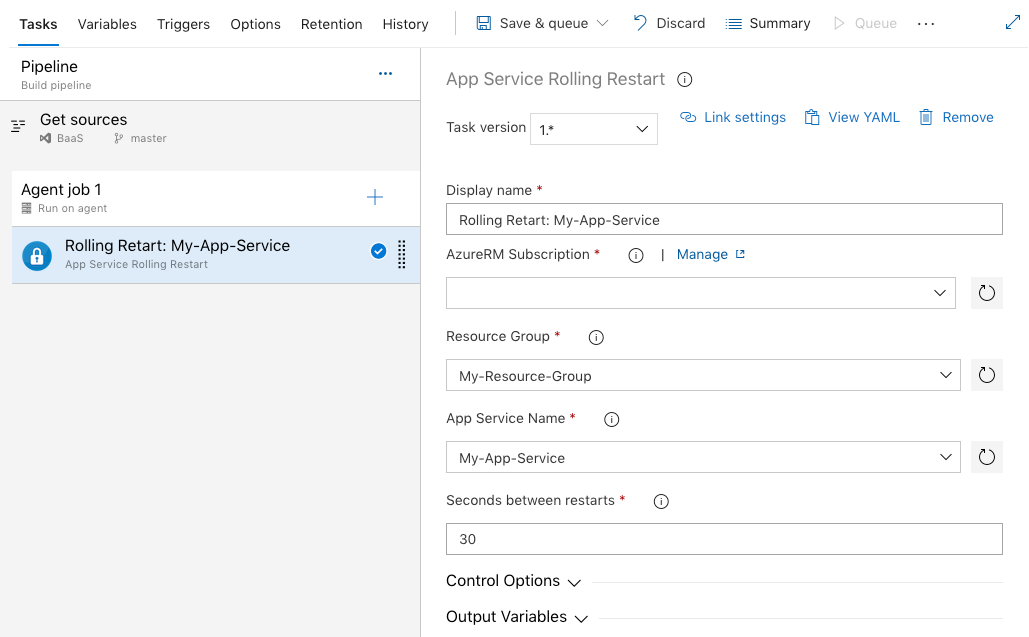 Tasks Variables Triggers Options Retention History Save & queue Discard Summary Queue ...
Pipeline
Build pipeline
Get sources
BaaS master
Agent job 1
Run on agent
Rolling Retart: My-App-Service
App Service Rolling Restart
App Service Rolling Restart
Task version 1.* Link settings View YAML Remove
Display name *
Rolling Retart: My-App-Service
AzureRM Subscription * | Manage
Resource Group *
My-Resource-Group
App Service Name *
My-App-Service
Seconds between restarts *
30
Control Options
Output Variables